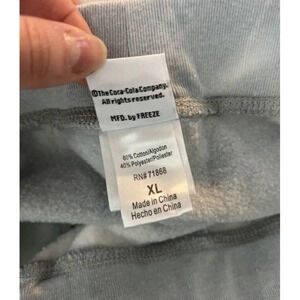 ©The Coca-Cola Company.
All rights reserved.
MFD. by FREEZE
60% Cotton/Algodon
40% Polyester/Poliester
RN# 71868
XL
Made in China
Hecho en China